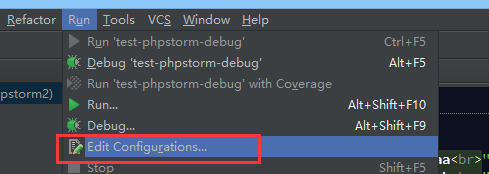 Refactor Run Tools VCS Window Help
Run 'test-phpstorm-debug' Ctrl+F5
pstorm2) Debug 'test-phpstorm-debug' Alt+F5
Run 'test-phpstorm-debug' with Coverage
Run... Alt+Shift+F10
Debug... Alt+Shift+F9
Edit Configurations... aa<br>"
Stop Shift+F5